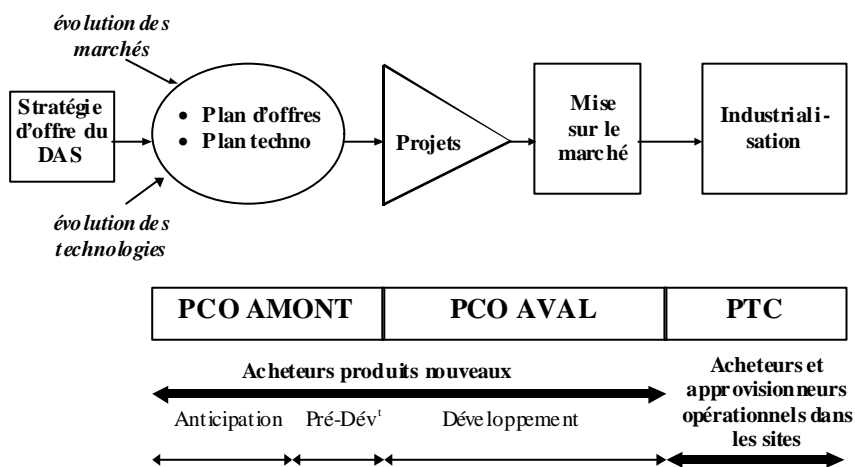 évolution des
marchés
Stratégie
d'offre du
DAS
• Plan d'offres
• Plan techno
Projets
Mise
sur le
marché
Industriali-
sation
évolution des
technologies
PCO AMONT
PCO AVAL
PTC
Acheteurs produits nouveaux
Acheteurs et
approvisionneurs
opérationnels dans
les sites
Anticipation
Pré-Dévᵗ
Développement